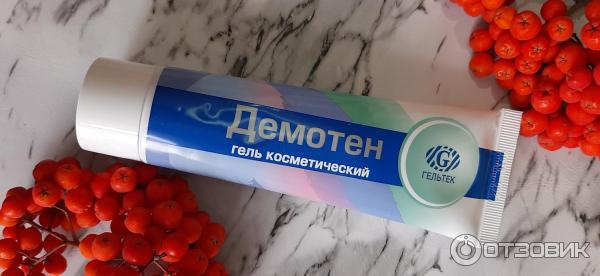 Демотен
гель косметический
G
ГЕЛЬТЕК
ОТЗОВИК